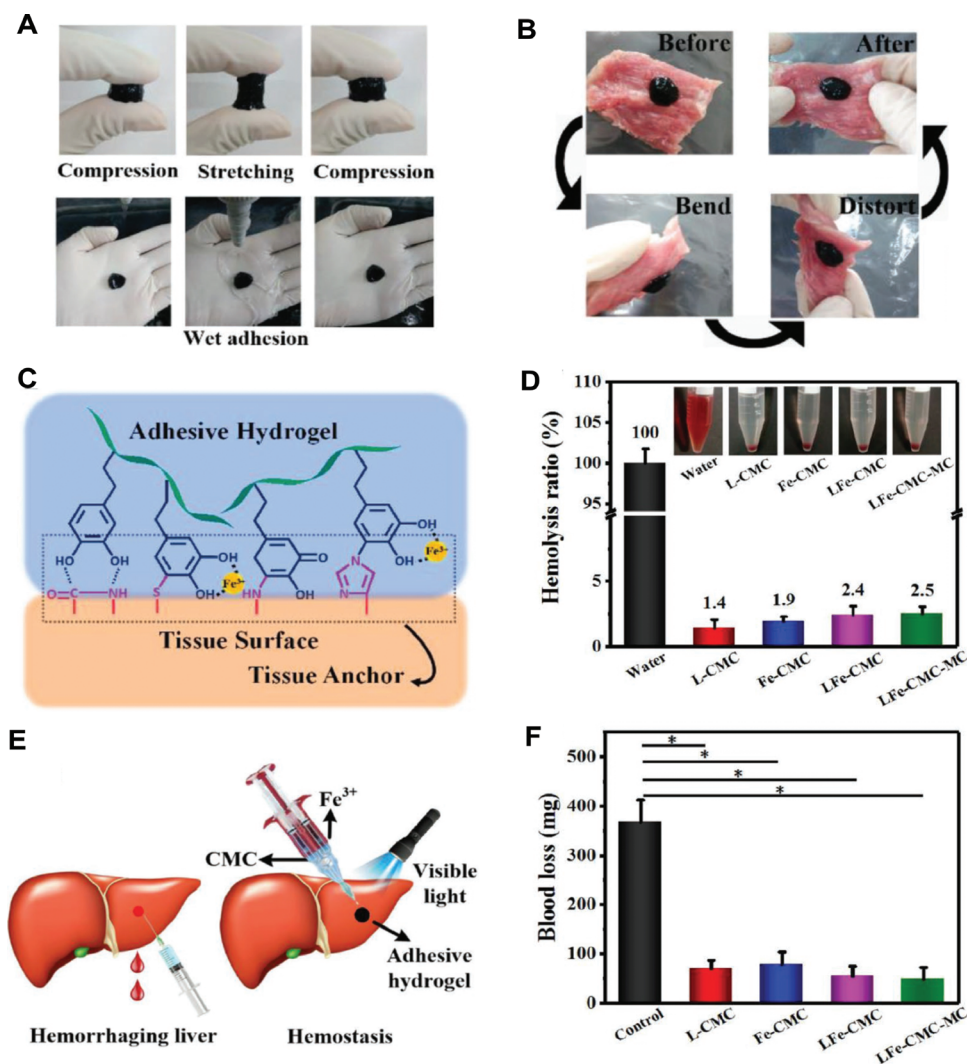 A
Compression Stretching Compression
Wet adhesion
B
Before After
Bend Distort
C
Adhesive Hydrogel
HO OH OH OH Fe³⁺ OH O OH OH Fe³⁺
O C NH S HN N N
Tissue Surface
Tissue Anchor
D
Hemolysis ratio (%)
110
105
100
95
5
0
100
1.4
1.9
2.4
2.5
Water L-CMC Fe-CMC LFe-CMC LFe-CMC-MC
Water L-CMC Fe-CMC LFe-CMC LFe-CMC-MC
E
Fe³⁺
CMC
Visible
light
Adhesive
hydrogel
Hemorrhaging liver Hemostasis
F
Blood loss (mg)
500
400
300
200
100
0
*
*
*
*
Control L-CMC Fe-CMC LFe-CMC LFe-CMC-MC